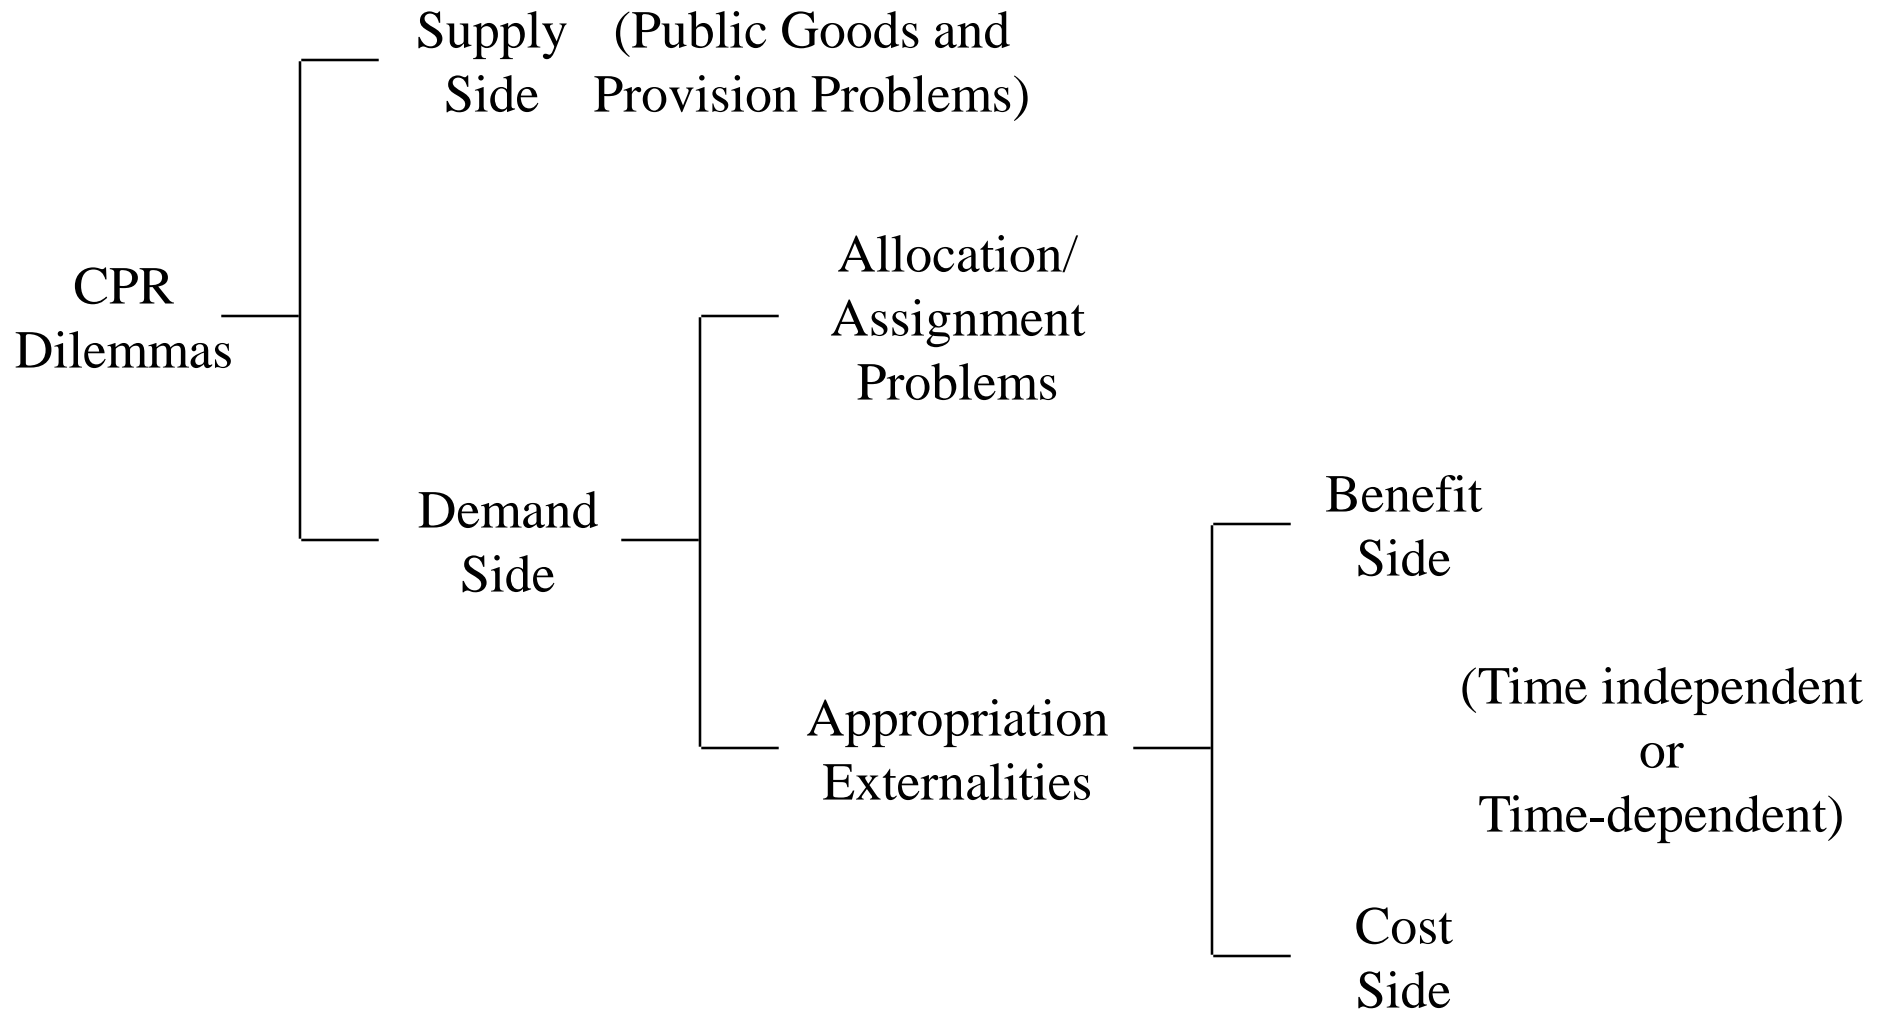 Supply (Public Goods and
Side Provision Problems)
CPR
Dilemmas
Allocation/
Assignment
Problems
Demand
Side
Appropriation
Externalities
Benefit
Side
(Time independent
or
Time-dependent)
Cost
Side